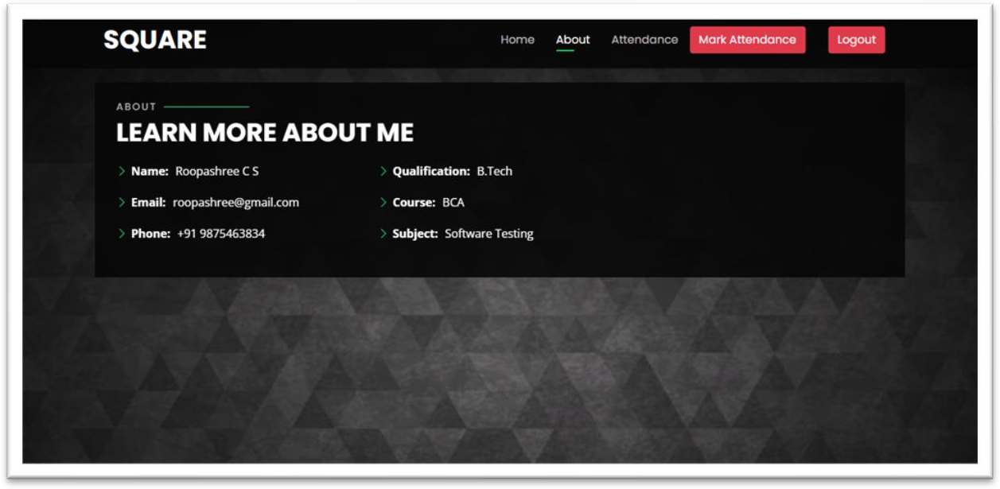 SQUARE Home About Attendance Mark Attendance Logout
ABOUT
LEARN MORE ABOUT ME
Name: Roopashree C S Qualification: B.Tech
Email: roopashree@gmail.com Course: BCA
Phone: +91 9875463834 Subject: Software Testing